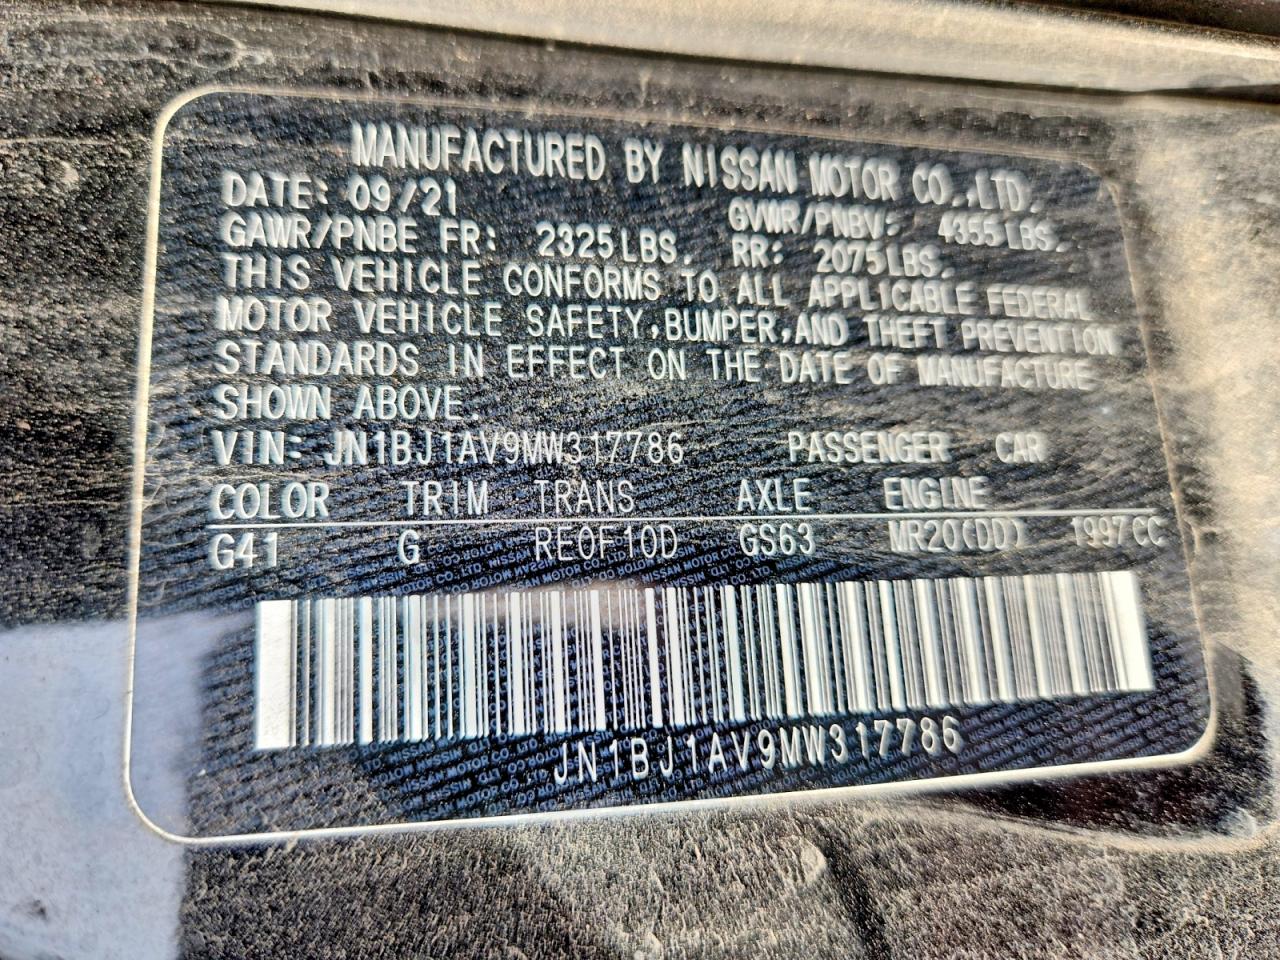 MANUFACTURED BY NISSAN MOTOR CO.,LTD.
DATE: 09/21 GVWR/PNBV: 4355LBS.
GAWR/PNBE FR: 2325LBS. RR: 2075LBS.
THIS VEHICLE CONFORMS TO ALL APPLICABLE FEDERAL
MOTOR VEHICLE SAFETY,BUMPER,AND THEFT PREVENTION
STANDARDS IN EFFECT ON THE DATE OF MANUFACTURE
SHOWN ABOVE.
VIN: JN1BJ1AV9MW317786 PASSENGER CAR
COLOR TRIM TRANS AXLE ENGINE
G41 G RE0F10D GS63 MR20(DD) 1997CC
JN1BJ1AV9MW317786